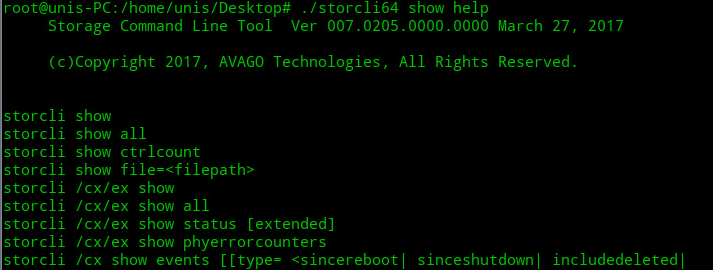 root@unis-PC:/home/unis/Desktop# ./storcli64 show help
Storage Command Line Tool Ver 007.0205.0000.0000 March 27, 2017
(c)Copyright 2017, AVAGO Technologies, All Rights Reserved.
storcli show
storcli show all
storcli show ctrlcount
storcli show file=<filepath>
storcli /cx/ex show
storcli /cx/ex show all
storcli /cx/ex show status [extended]
storcli /cx/ex show phyerrorcounters
storcli /cx show events [[type= <sincereboot| sinceshutdown| includedeleted|